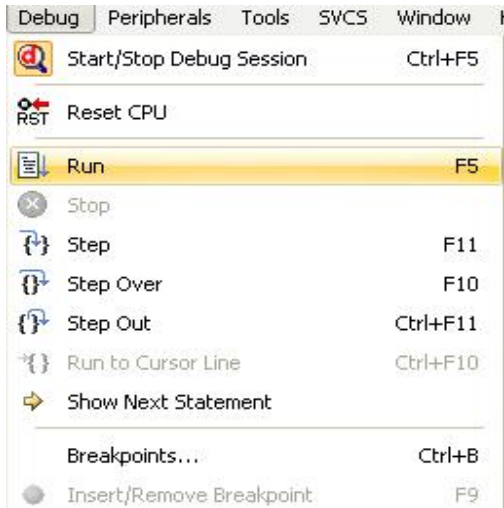 Debug Peripherals Tools SVCS Window
Start/Stop Debug Session Ctrl+F5
RST Reset CPU
Run F5
Stop
{} Step F11
{} Step Over F10
{} Step Out Ctrl+F11
{} Run to Cursor Line Ctrl+F10
Show Next Statement
Breakpoints... Ctrl+B
Insert/Remove Breakpoint F9